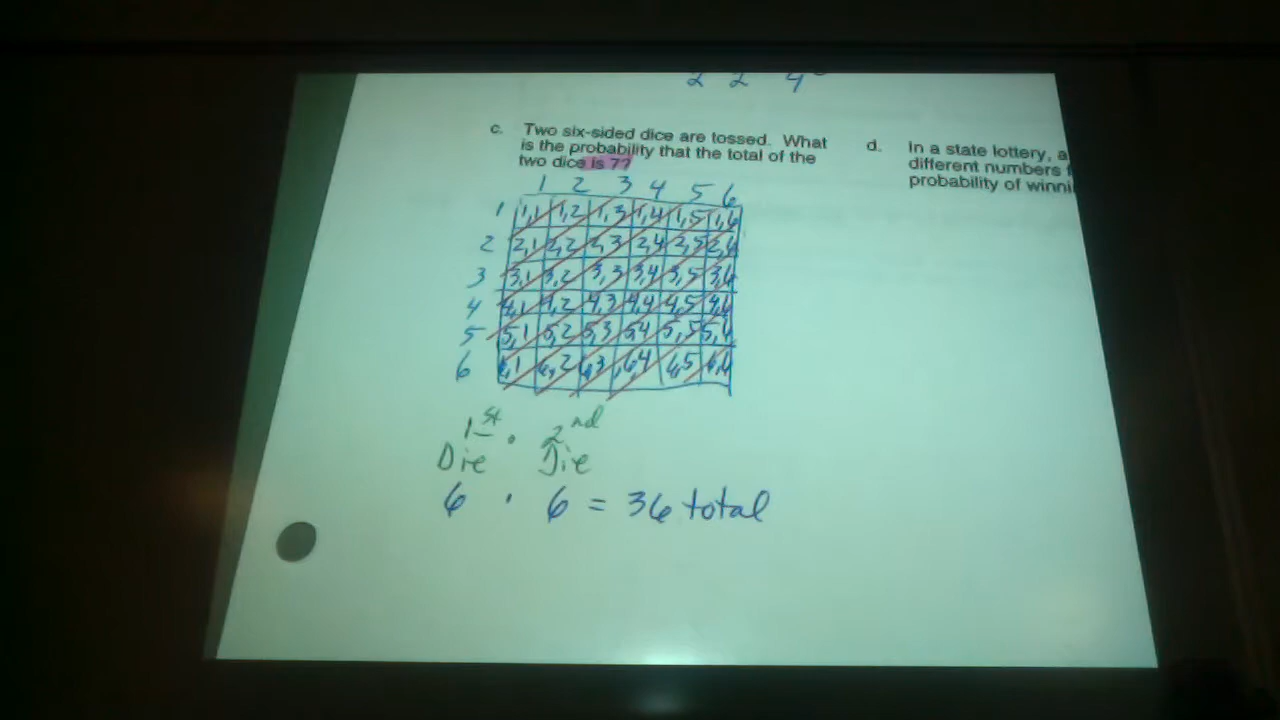 2 2 4
c. Two six-sided dice are tossed. What
is the probability that the total of the
two dice is 7?
d. In a state lottery, a
different numbers
probability of winni
1 2 3 4 5 6
1 1,1 1,2 1,3 1,4 1,5 1,6
2 2,1 2,2 2,3 2,4 2,5 2,6
3 3,1 3,2 3,3 3,4 3,5 3,6
4 4,1 4,2 4,3 4,4 4,5 4,6
5 5,1 5,2 5,3 5,4 5,5 5,6
6 6,1 6,2 6,3 6,4 6,5 6,6
1st · 2nd
Die Die
6 · 6 = 36 total